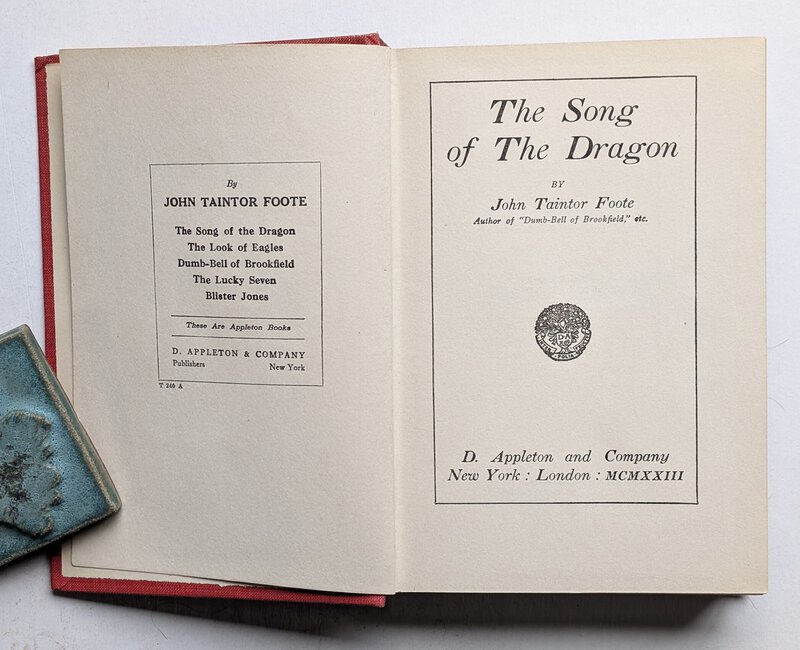 By
JOHN TAINTOR FOOTE
The Song of the Dragon
The Look of Eagles
Dumb-Bell of Brookfield
The Lucky Seven
Blister Jones
These Are Appleton Books
D. APPLETON & COMPANY
Publishers New York
T 240 A
The Song
of The Dragon
BY
John Taintor Foote
Author of "Dumb-Bell of Brookfield," etc.
DA
D. Appleton and Company
New York : London : MCMXXIII